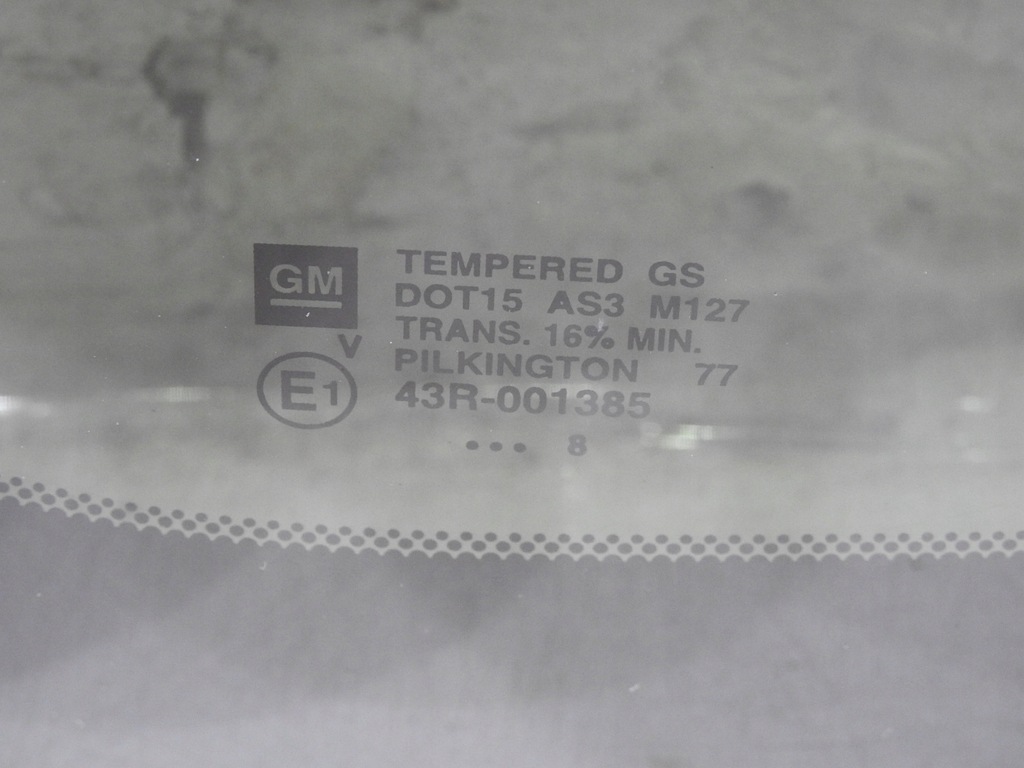 GM
TEMPERED GS
DOT15 AS3 M127
TRANS. 16% MIN.
V
PILKINGTON 77
E1
43R-001385
••• 8